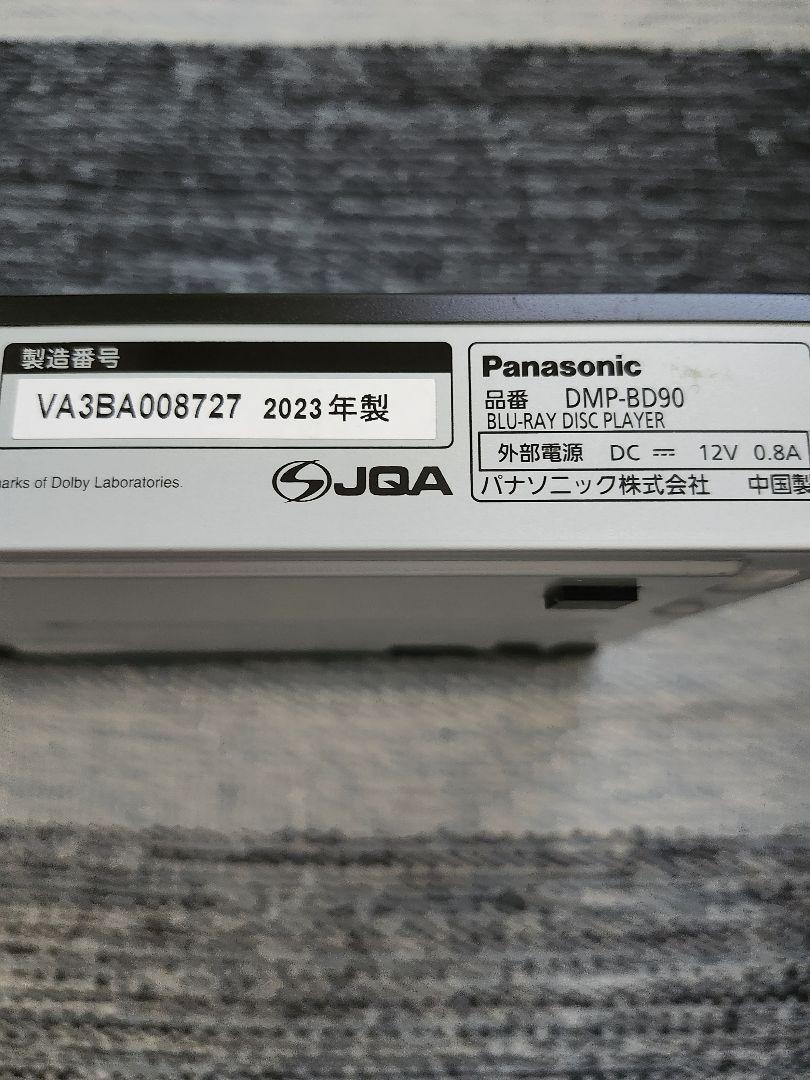 製造番号
VA3BA008727 2023年製
arks of Dolby Laboratories.
JQA
Panasonic
品番 DMP-BD90
BLU-RAY DISC PLAYER
外部電源 DC ⎓ 12V 0.8A
パナソニック株式会社 中国製